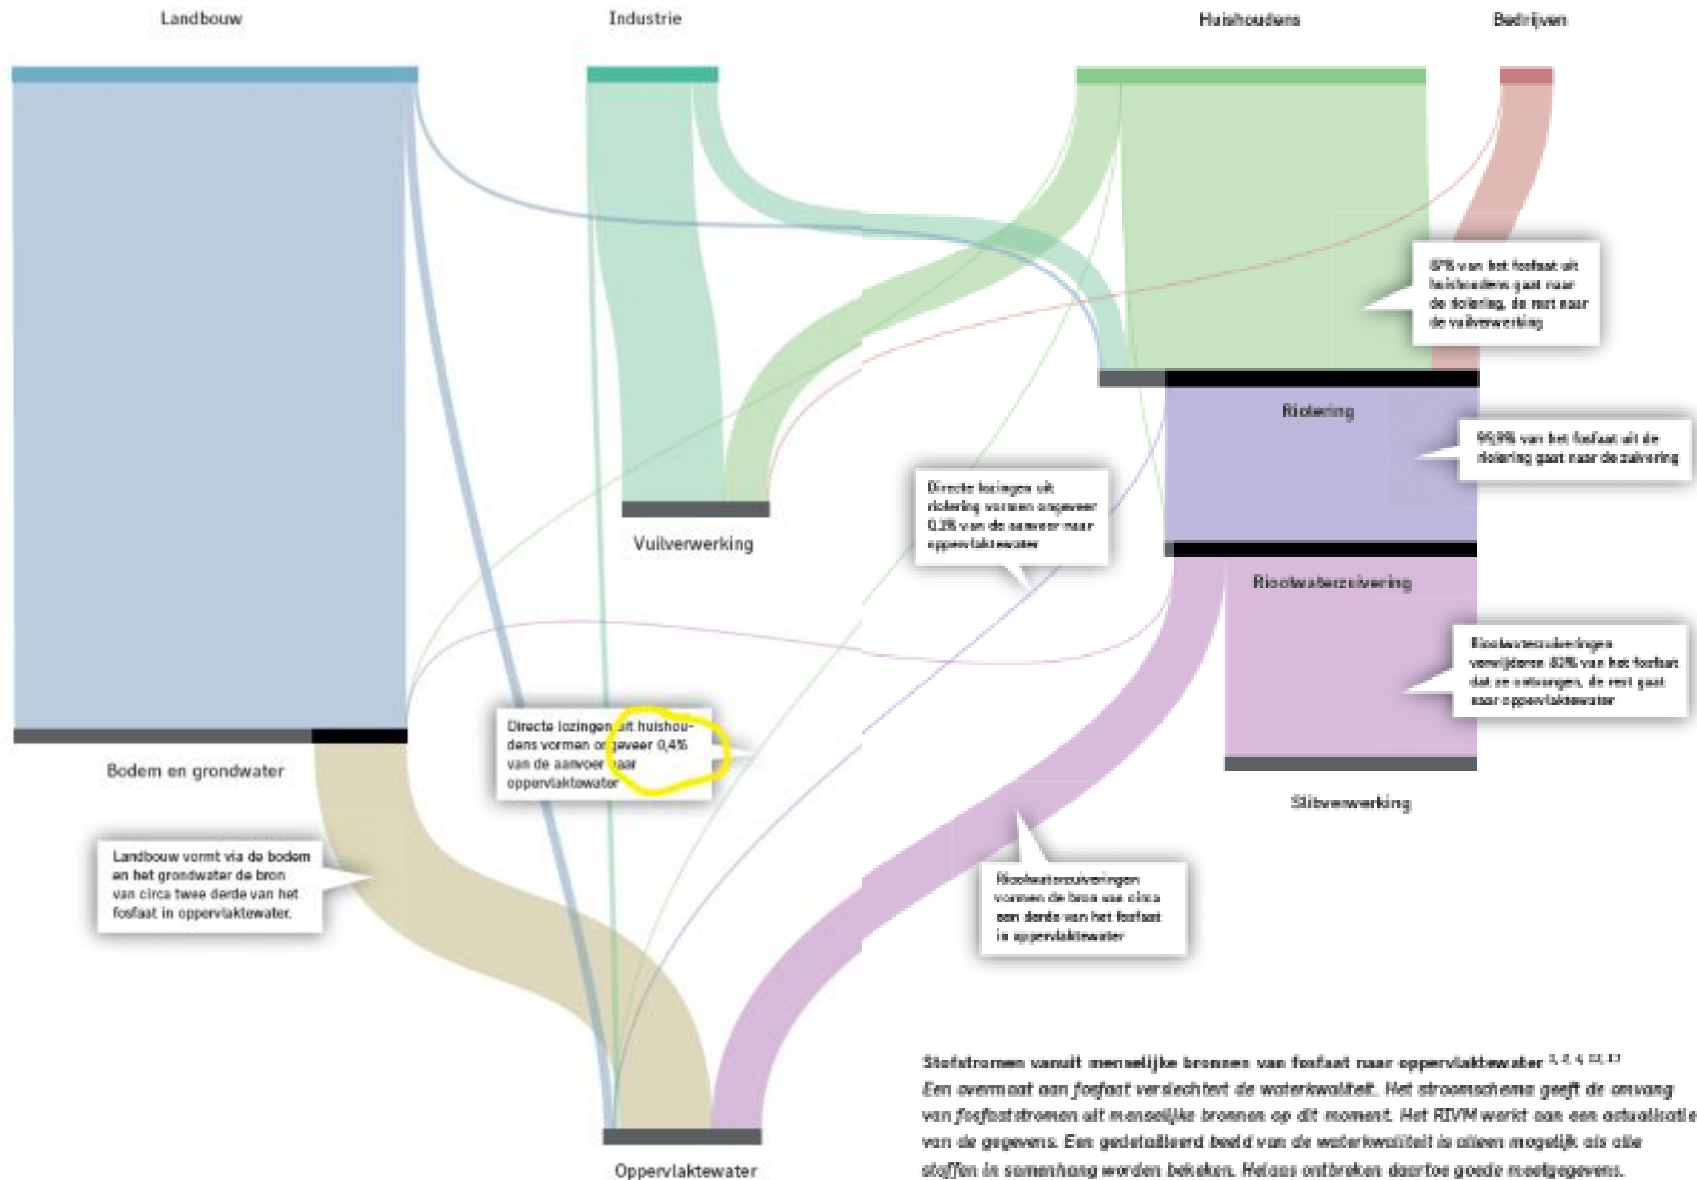 Landbouw
Industrie
Huishoudens
Bedrijven
87% van het fosfaat uit
huishoudens gaat naar
de riolering, de rest naar
de vuilverwerking
Riolering
99,9% van het fosfaat uit de
riolering gaat naar de zuivering
Directe lozingen uit
riolering vormen ongeveer
van de aanvoer naar
oppervlaktewater
Vuilverwerking
Rioolwaterzuivering
Rioolwaterzuiveringen
verwijderen 83% van het fosfaat
dat ze ontvangen, de rest gaat
naar oppervlaktewater
Directe lozingen uit huishou-
dens vormen ongeveer 0,4%
van de aanvoer naar
oppervlaktewater
Bodem en grondwater
Slibverwerking
Landbouw vormt via de bodem
en het grondwater de bron
van circa twee derde van het
fosfaat in oppervlaktewater.
Rioolwaterzuiveringen
vormen de bron van circa
een derde van het fosfaat
in oppervlaktewater
Oppervlaktewater
Stofstromen vanuit menselijke bronnen van fosfaat naar oppervlaktewater
Een overmaat aan fosfaat verslechtert de waterkwaliteit. Het stroomschema geeft de omvang
van fosfaatstromen uit menselijke bronnen op dit moment. Het RIVM werkt aan een actualisatie
van de gegevens. Een gedetailleerd beeld van de waterkwaliteit is alleen mogelijk als alle
stoffen in samenhang worden bekeken. Helaas ontbreken daartoe goede meetgegevens.